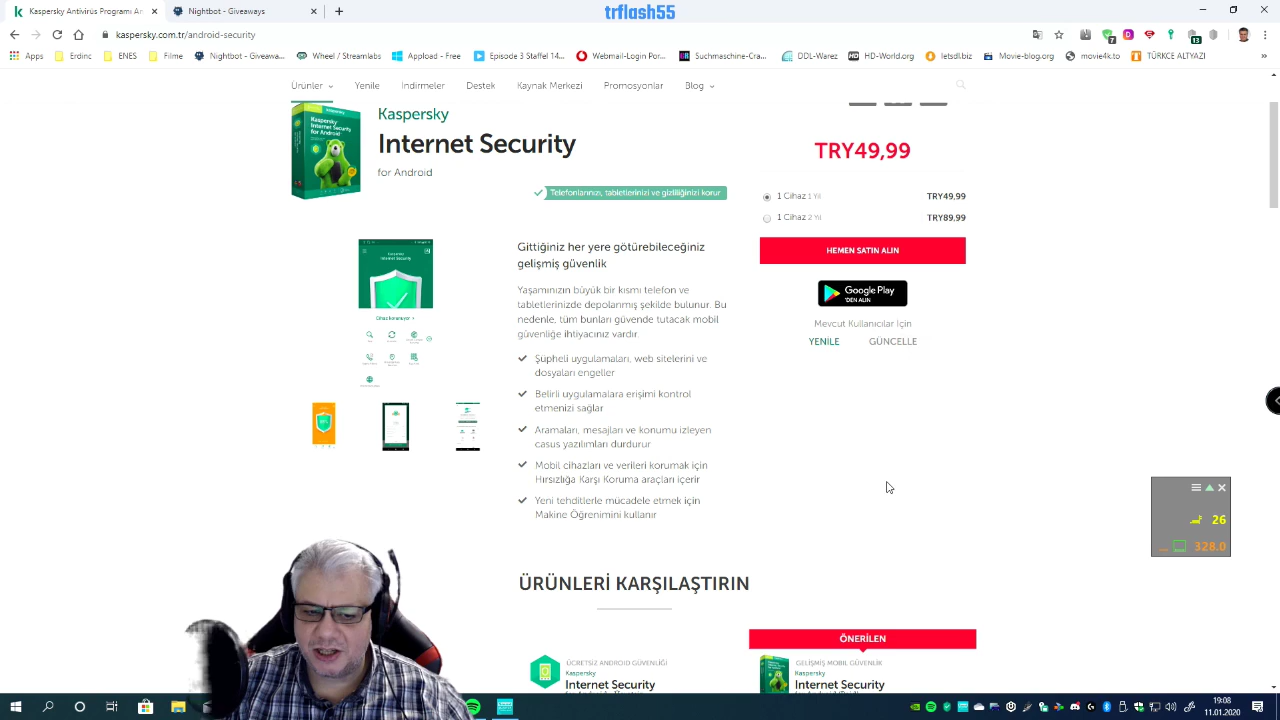 Kaspersky Antivirüs Programı Ar
Nightbot - Giveaways
trflash55
kaspersky.com.tr/android-security
Apps
Erdinc
ENES
Filme
Nightbot - Giveaw...
Wheel / Streamlabs
Appload - Free
Episode 3 Staffel 14...
Webmail-Login Por...
Suchmaschine-Cra...
DDL-Warez
HD-World.org
letsdl.biz
Movie-blog.org
movie4k.to
TÜRKCE ALTYAZI
Ürünler
Yenile
İndirmeler
Destek
Kaynak Merkezi
Promosyonlar
Blog
Kaspersky
Internet Security
for Android
Telefonlarınızı, tabletlerinizi ve gizliliğinizi korur
Gittiğiniz her yere götürebileceğiniz
gelişmiş güvenlik
Yaşamınızın büyük bir kısmı telefon ve
tabletlerinizde depolanmış şekilde bulunur. Bu
nedenle, tüm bunları güvende tutacak mobil
güvenliğe ihtiyacınız vardır.
Şüpheli uygulamaları, web sitelerini ve
dosyaları engeller
Belirli uygulamalara erişimi kontrol
etmenizi sağlar
Aramaları, mesajları ve konumu izleyen
casus yazılımları durdurur
Mobil cihazları ve verileri korumak için
Hırsızlığa Karşı Koruma araçları içerir
Yeni tehditlerle mücadele etmek için
Makine Öğrenimini kullanır
TRY49,99
1 Cihaz 1 Yıl TRY49,99
1 Cihaz 2 Yıl TRY89,99
HEMEN SATIN ALIN
Google Play
'DEN ALIN
Mevcut Kullanıcılar İçin
YENİLE GÜNCELLE
26
328.0
ÜRÜNLERİ KARŞILAŞTIRIN
ÖNERİLEN
ÜCRETSİZ ANDROID GÜVENLİĞİ
Kaspersky
Internet Security
GELİŞMİŞ MOBİL GÜVENLİK
Kaspersky
Internet Security
19:08
11.01.2020